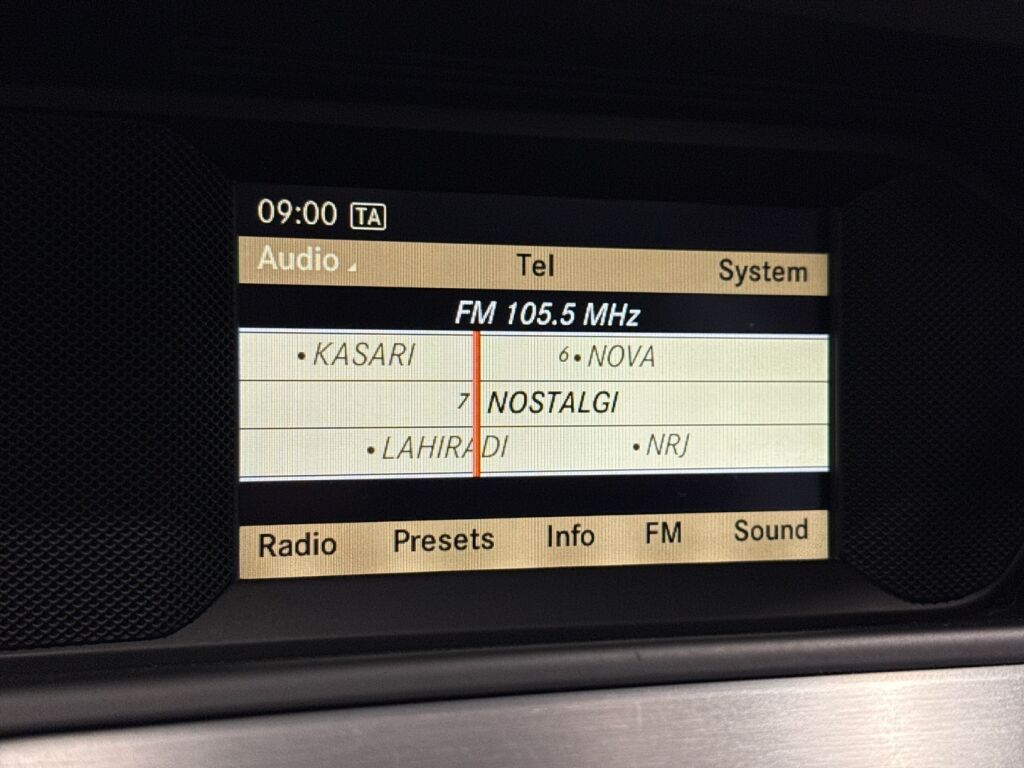 09:00 TA
Audio Tel System
FM 105.5 MHz
• KASARI 6 • NOVA
7 NOSTALGI
• LAHIRADI • NRJ
Radio Presets Info FM Sound